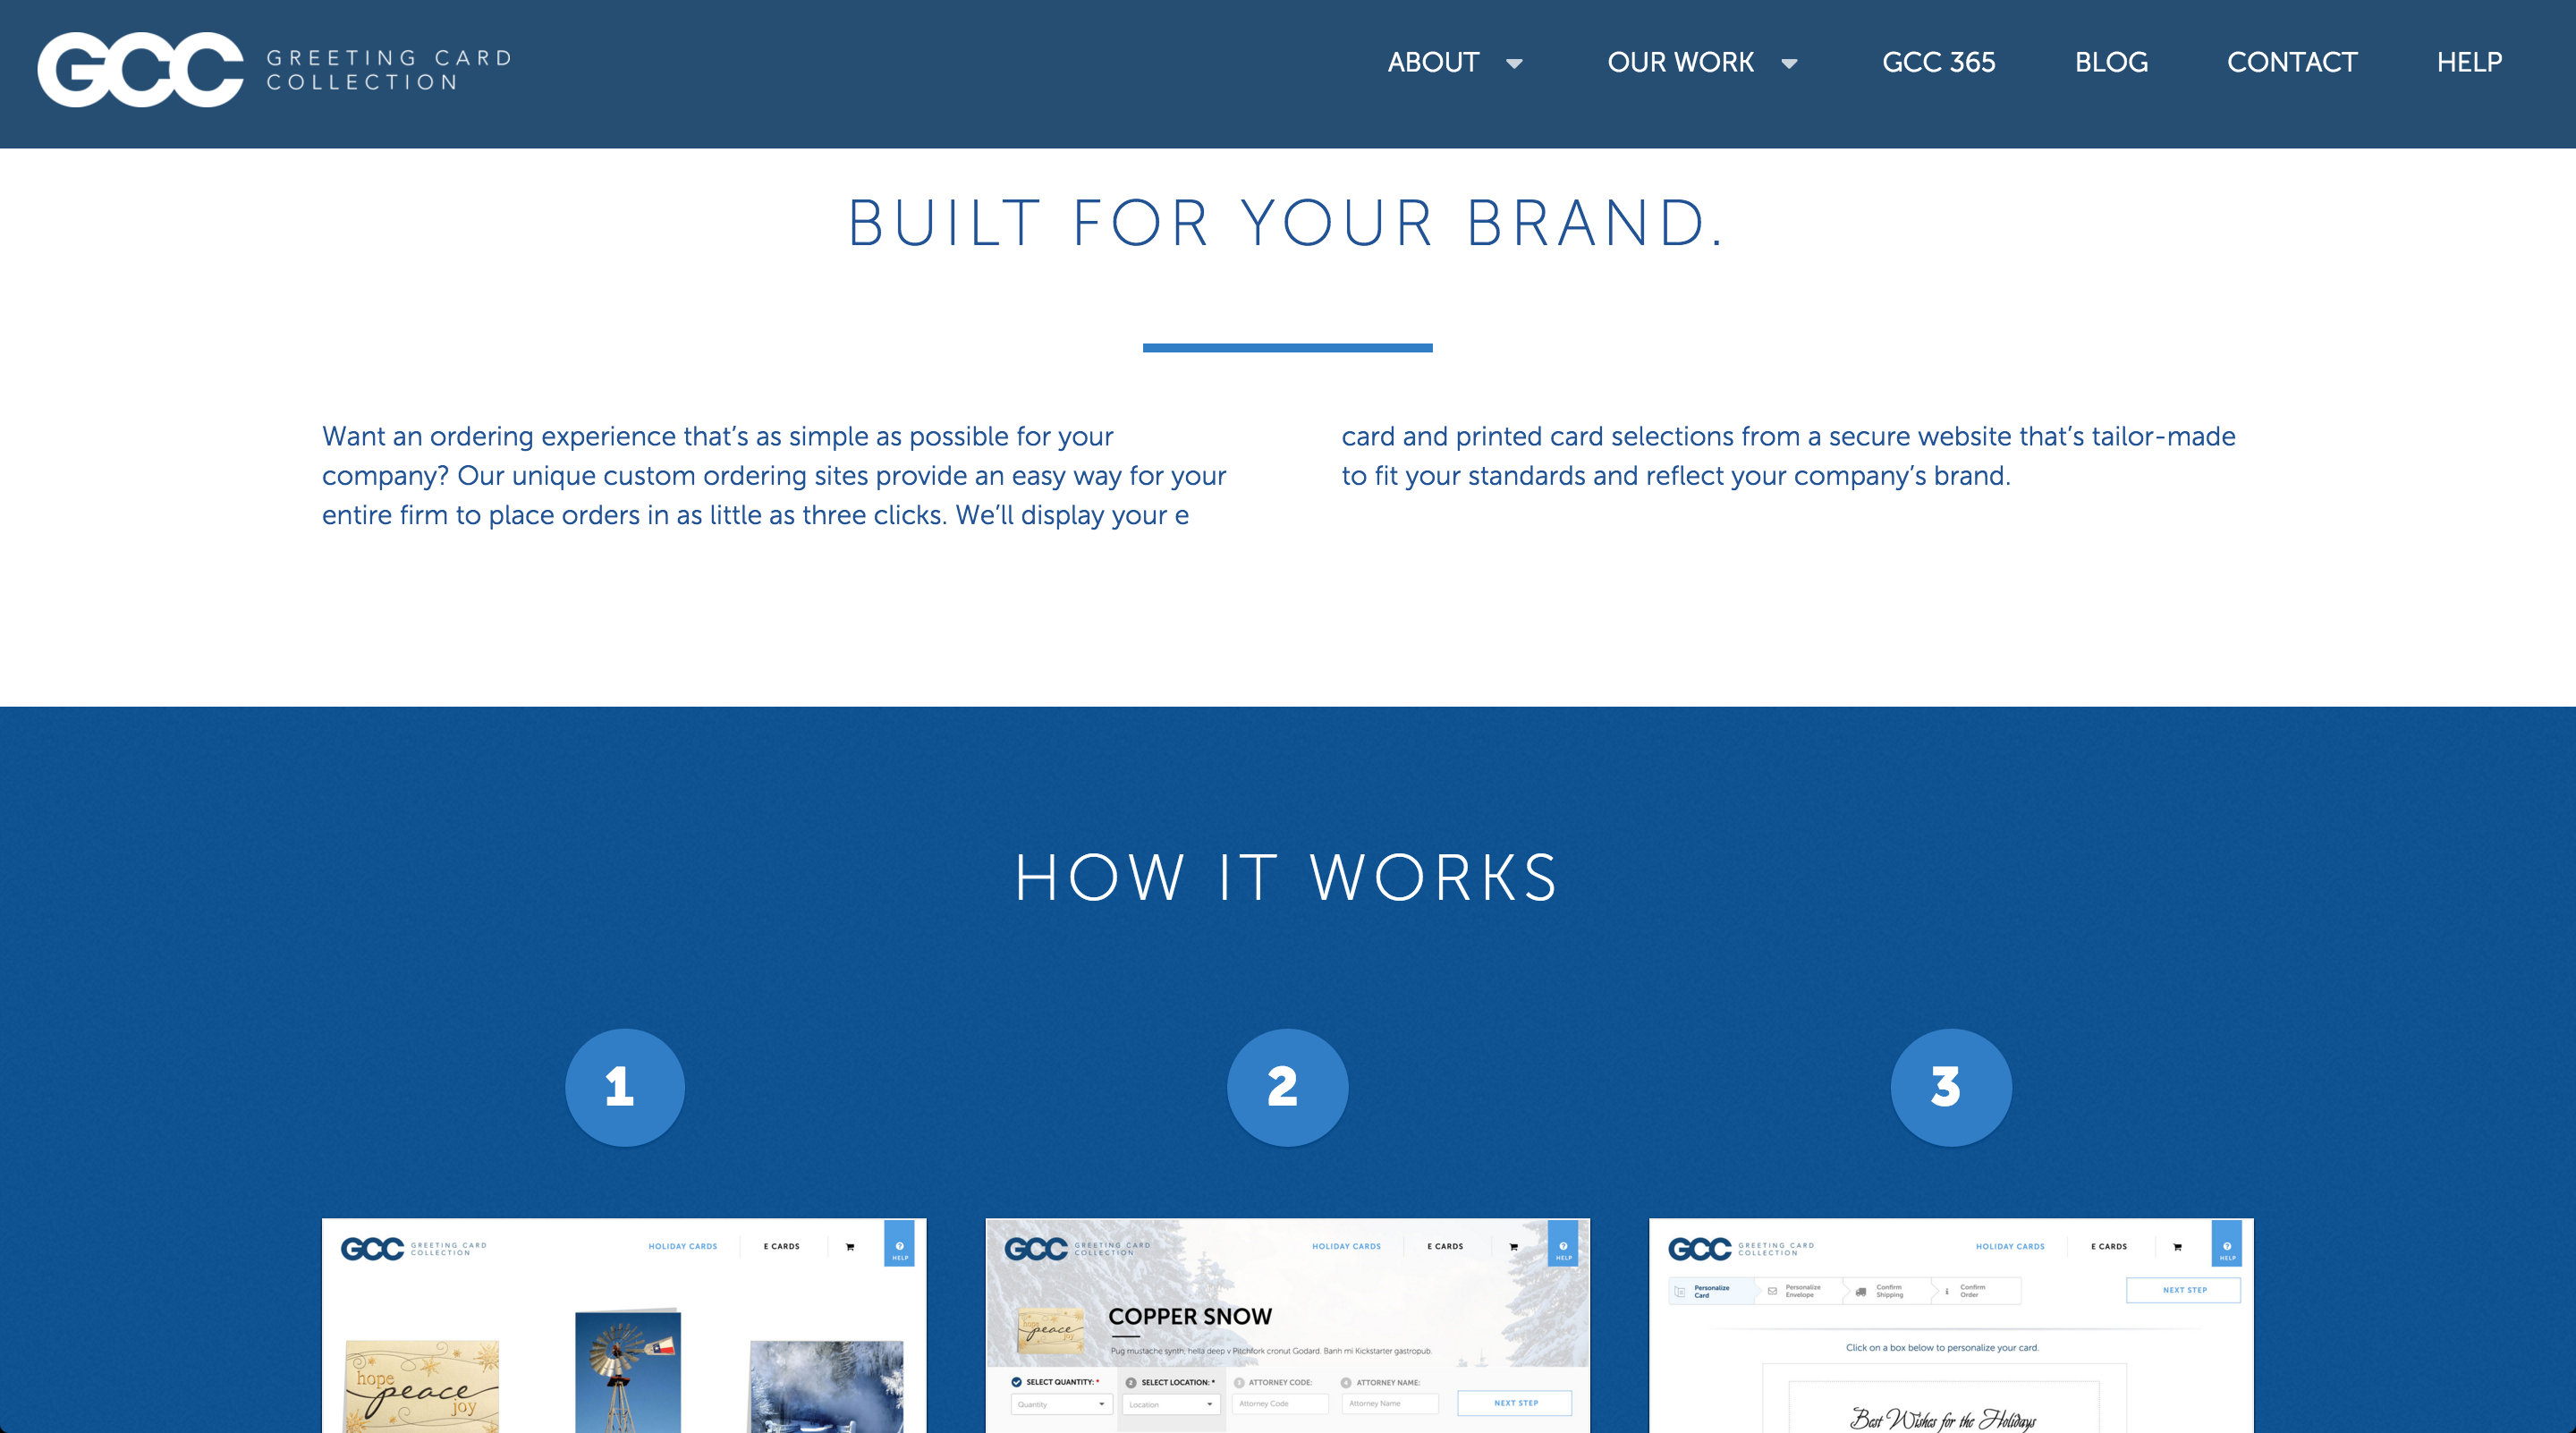 GCC GREETING CARD
COLLECTION
ABOUT OUR WORK GCC 365 BLOG CONTACT HELP
BUILT FOR YOUR BRAND.
Want an ordering experience that’s as simple as possible for your
company? Our unique custom ordering sites provide an easy way for your
entire firm to place orders in as little as three clicks. We’ll display your e
card and printed card selections from a secure website that’s tailor-made
to fit your standards and reflect your company’s brand.
HOW IT WORKS
1
2
3
GCC GREETING CARD
COLLECTION
HOLIDAY CARDS E CARDS
HELP
hope
peace
joy
GCC GREETING CARD
COLLECTION
HOLIDAY CARDS E CARDS
HELP
hope
peace
joy
COPPER SNOW
Pug mustache synth, hella deep v Pitchfork cronut Godard. Banh mi Kickstarter gastropub.
SELECT QUANTITY: * 2 SELECT LOCATION: * 3 ATTORNEY CODE: 4 ATTORNEY NAME:
Quantity Location Attorney Code Attorney Name NEXT STEP
GCC GREETING CARD
COLLECTION
HOLIDAY CARDS E CARDS
HELP
Personalize
Card
Personalize
Envelope
Confirm
Shipping
Confirm
Order
NEXT STEP
Click on a box below to personalize your card.
Best Wishes for the Holidays